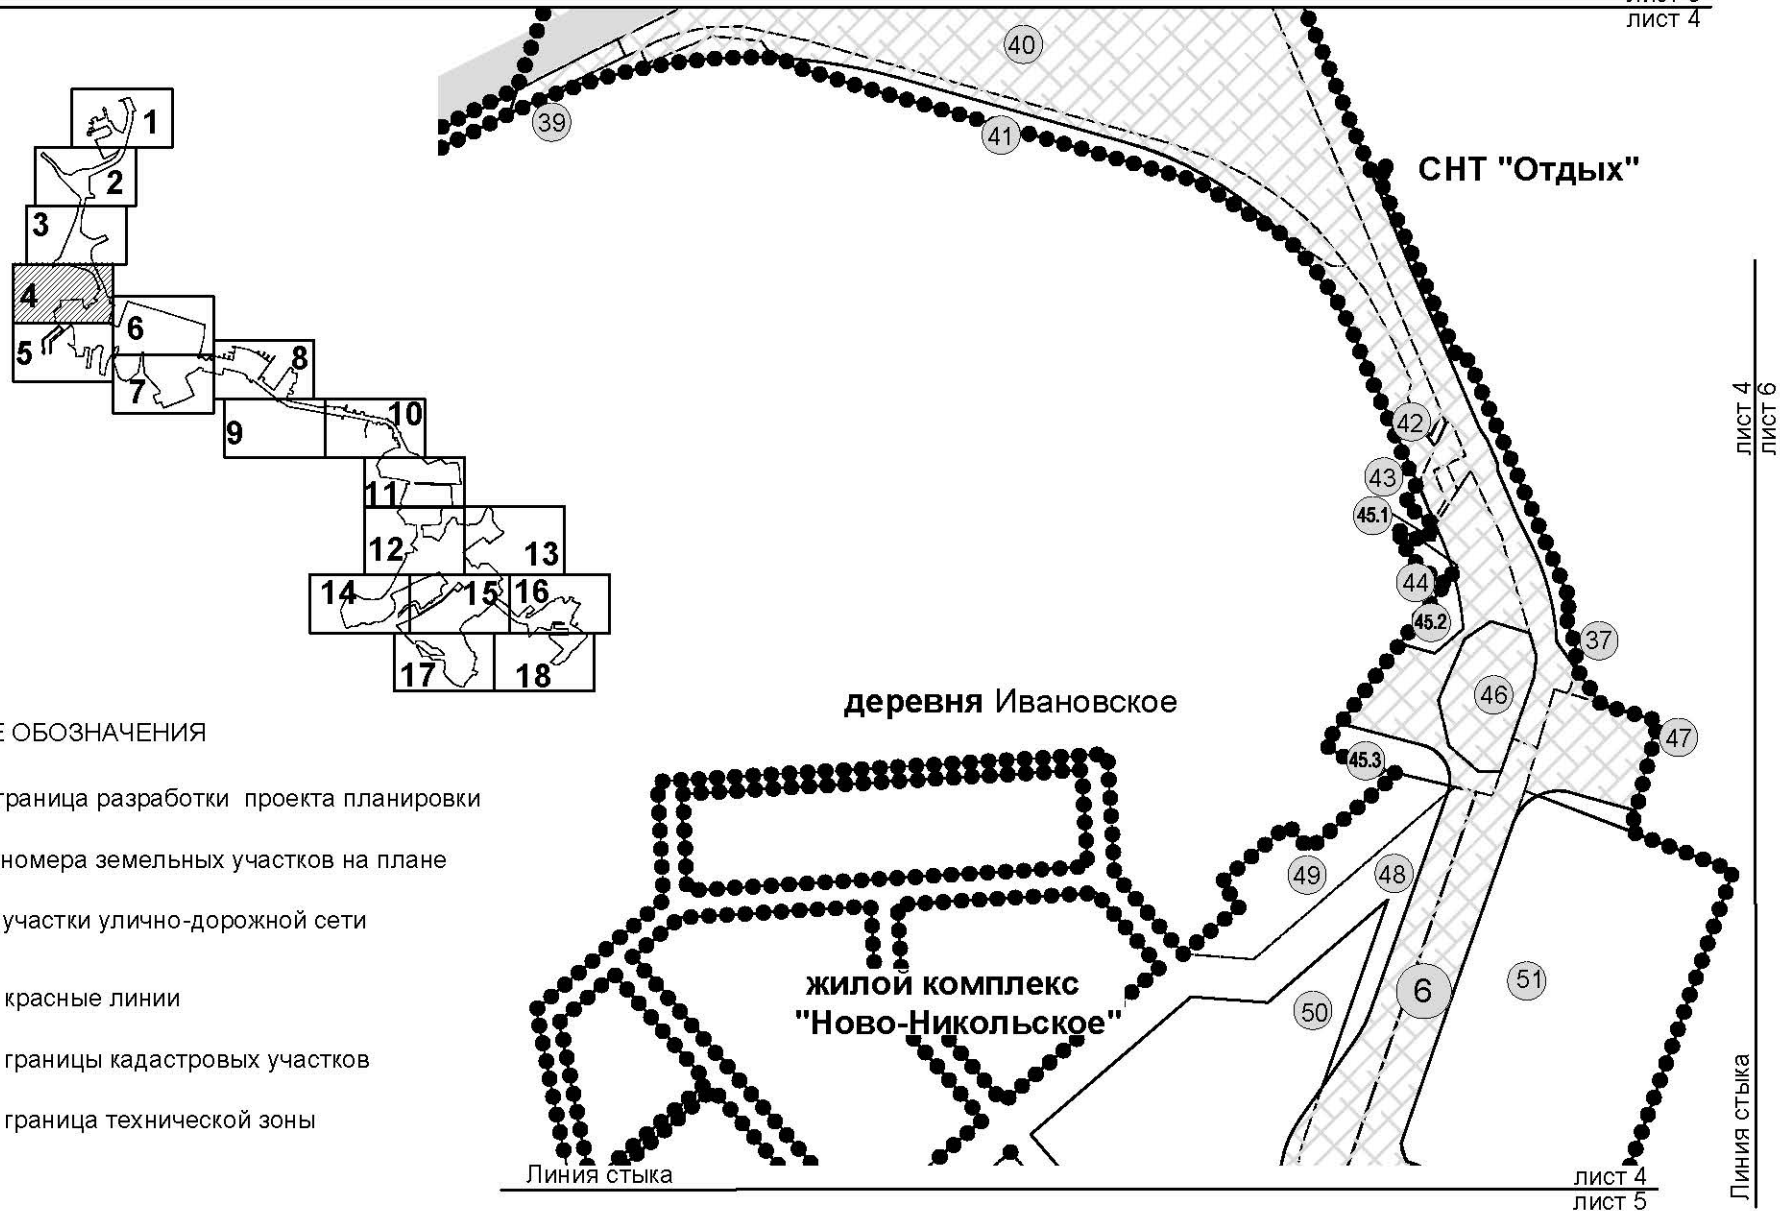 лист 4
40
39
41
СНТ "Отдых"
1
2
3
4
5
6
7
8
9
10
11
12
13
14
15
16
17
18
лист 4
лист 6
42
43
45.1
44
45.2
37
46
47
45.3
деревня Ивановское
Е ОБОЗНАЧЕНИЯ
граница разработки проекта планировки
номера земельных участков на плане
участки улично-дорожной сети
красные линии
границы кадастровых участков
граница технической зоны
49
48
жилой комплекс
"Ново-Никольское"
50
6
51
Линия стыка
Линия стыка
лист 4
лист 5